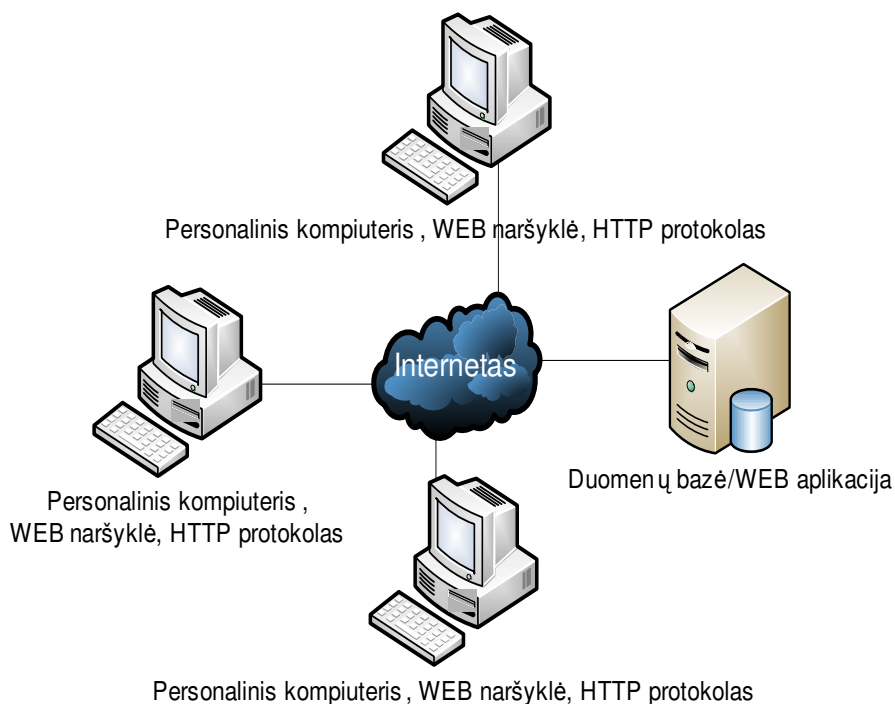 Personalinis kompiuteris , WEB naršyklė, HTTP protokolas
Internetas
Duomenų bazė/WEB aplikacija
Personalinis kompiuteris ,
WEB naršyklė, HTTP protokolas
Personalinis kompiuteris , WEB naršyklė, HTTP protokolas